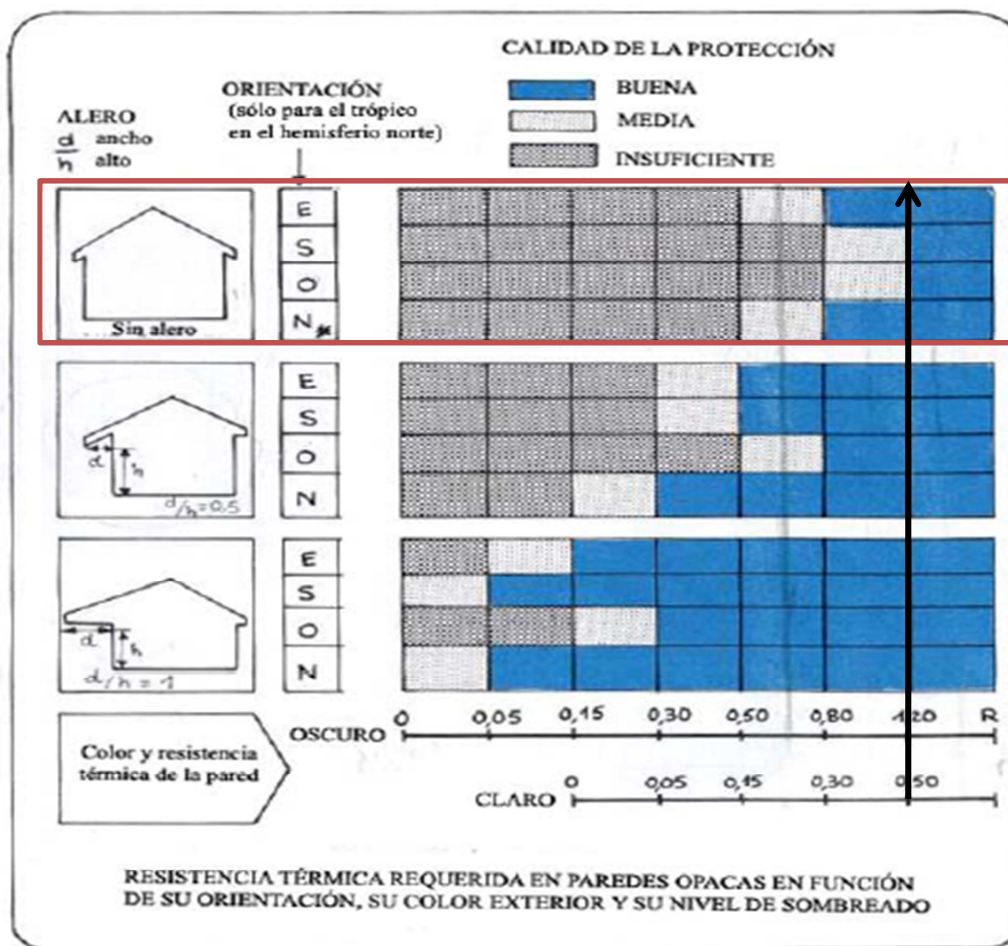 CALIDAD DE LA PROTECCIÓN
BUENA
MEDIA
INSUFICIENTE
ORIENTACIÓN
(sólo para el trópico
en el hemisferio norte)
ALERO
d ancho
h alto
Sin alero
E
S
O
N*
d
h
d/h=0,5
E
S
O
N
d
h
d/h = 1
E
S
O
N
Color y resistencia
térmica de la pared
OSCURO
0 0,05 0,15 0,30 0,50 0,80 1,20 R
CLARO
0 0,05 0,15 0,30 0,50
RESISTENCIA TÉRMICA REQUERIDA EN PAREDES OPACAS EN FUNCIÓN
DE SU ORIENTACIÓN, SU COLOR EXTERIOR Y SU NIVEL DE SOMBREADO